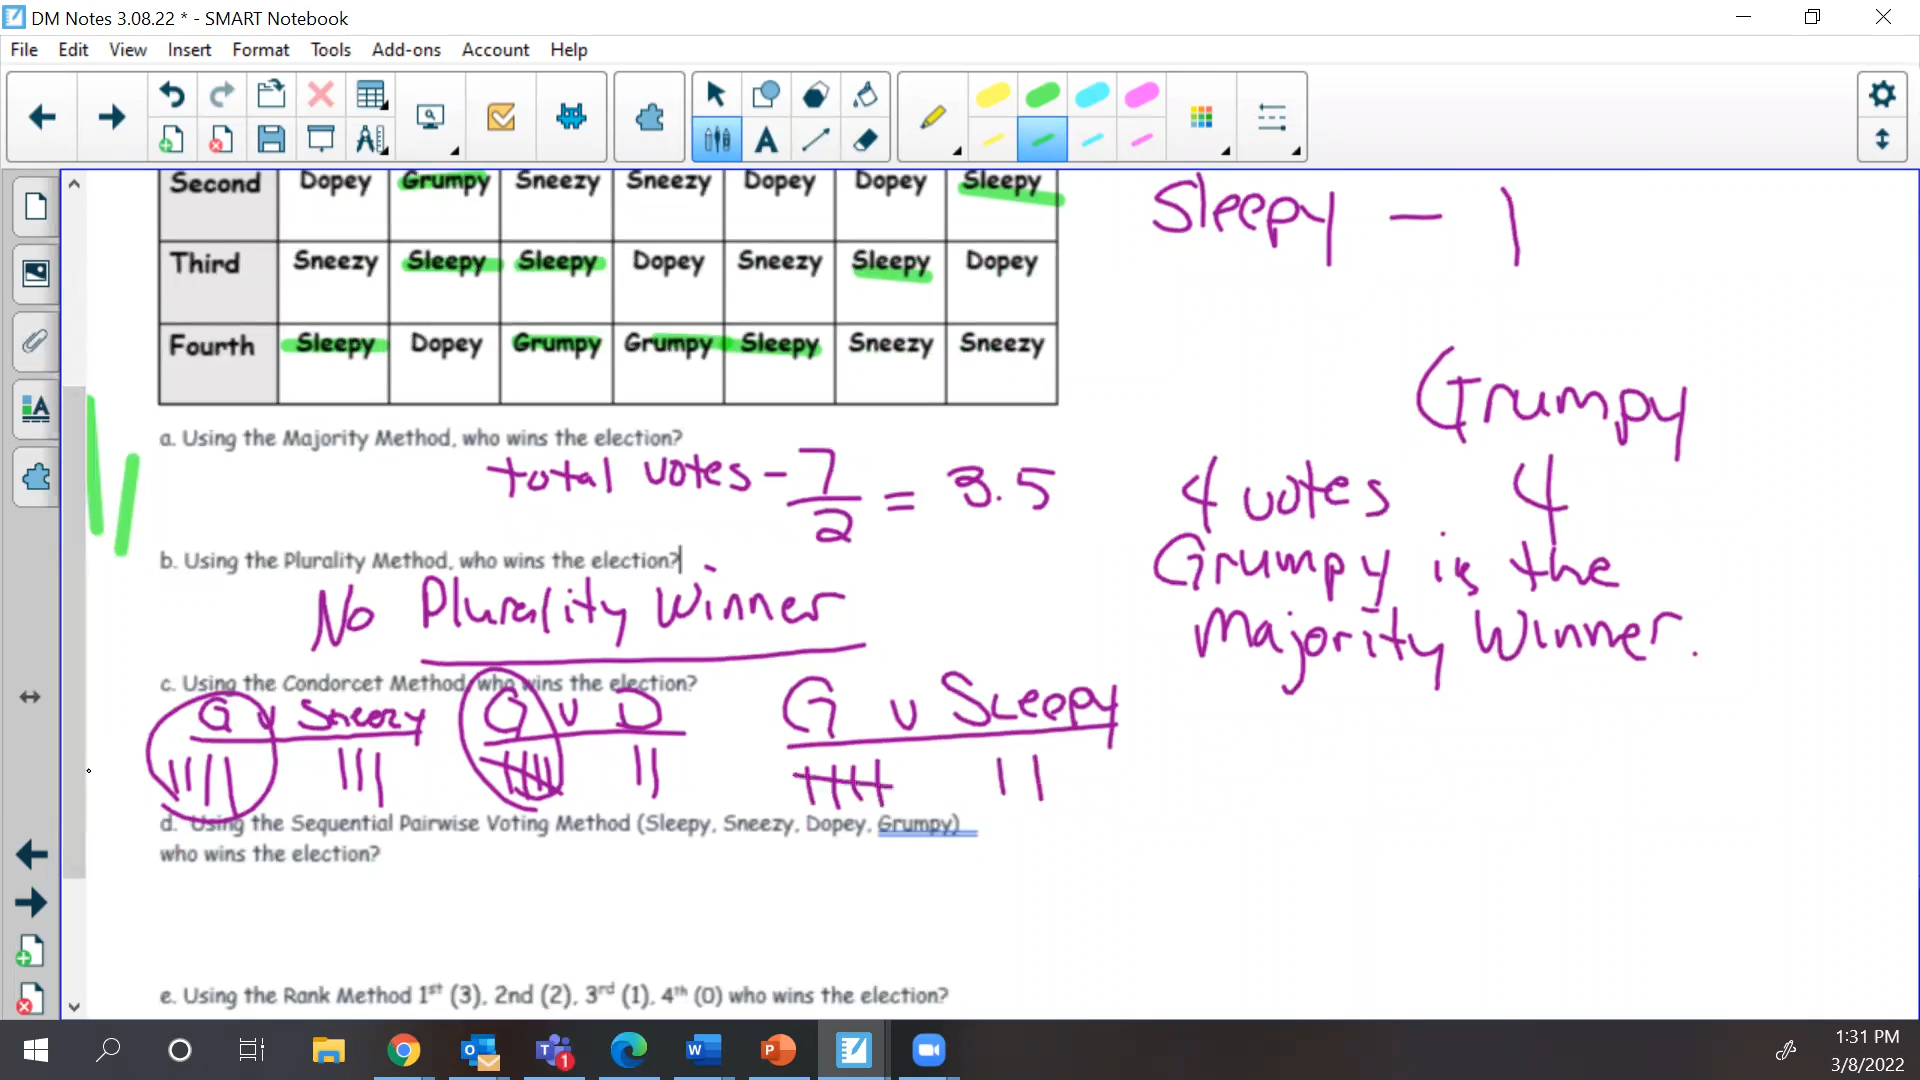 DM Notes 3.08.22 * - SMART Notebook
File Edit View Insert Format Tools Add-ons Account Help
Second Dopey Grumpy Sneezy Sneezy Dopey Dopey Sleepy
Third Sneezy Sleepy Sleepy Dopey Sneezy Sleepy Dopey
Fourth Sleepy Dopey Grumpy Grumpy Sleepy Sneezy Sneezy
Sleepy — 1
Grumpy
4
a. Using the Majority Method, who wins the election?
total votes - 7/2 = 3.5
4 votes
Grumpy is the
Majority Winner.
b. Using the Plurality Method, who wins the election?
No Plurality Winner
c. Using the Condorcet Method, who wins the election?
G v Sneezy G v D G v Sleepy
d. Using the Sequential Pairwise Voting Method (Sleepy, Sneezy, Dopey, Grumpy)
who wins the election?
e. Using the Rank Method 1st (3), 2nd (2), 3rd (1), 4th (0) who wins the election?
1:31 PM
3/8/2022